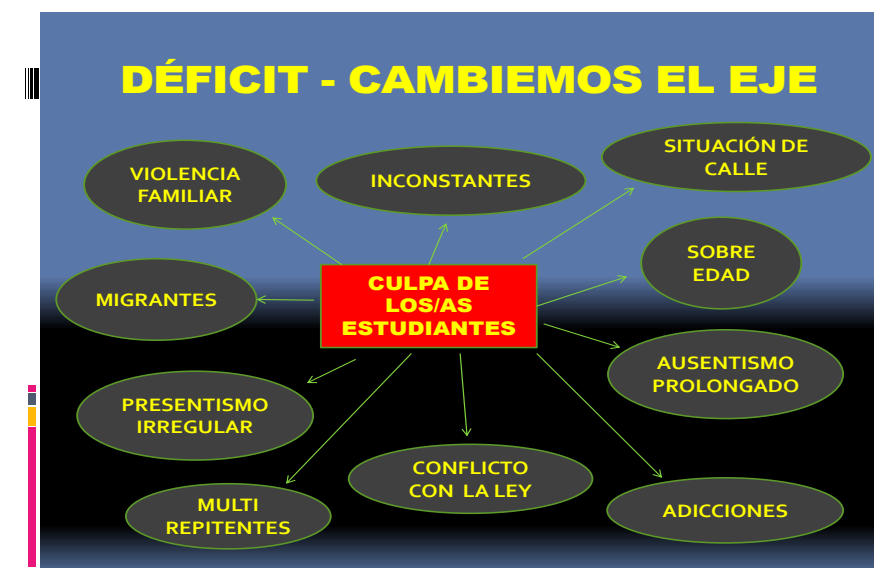 DÉFICIT - CAMBIEMOS EL EJE
VIOLENCIA
FAMILIAR
INCONSTANTES
SITUACIÓN DE
CALLE
SOBRE
EDAD
MIGRANTES
CULPA DE
LOS/AS
ESTUDIANTES
AUSENTISMO
PROLONGADO
PRESENTISMO
IRREGULAR
CONFLICTO
CON LA LEY
MULTI
REPITENTES
ADICCIONES